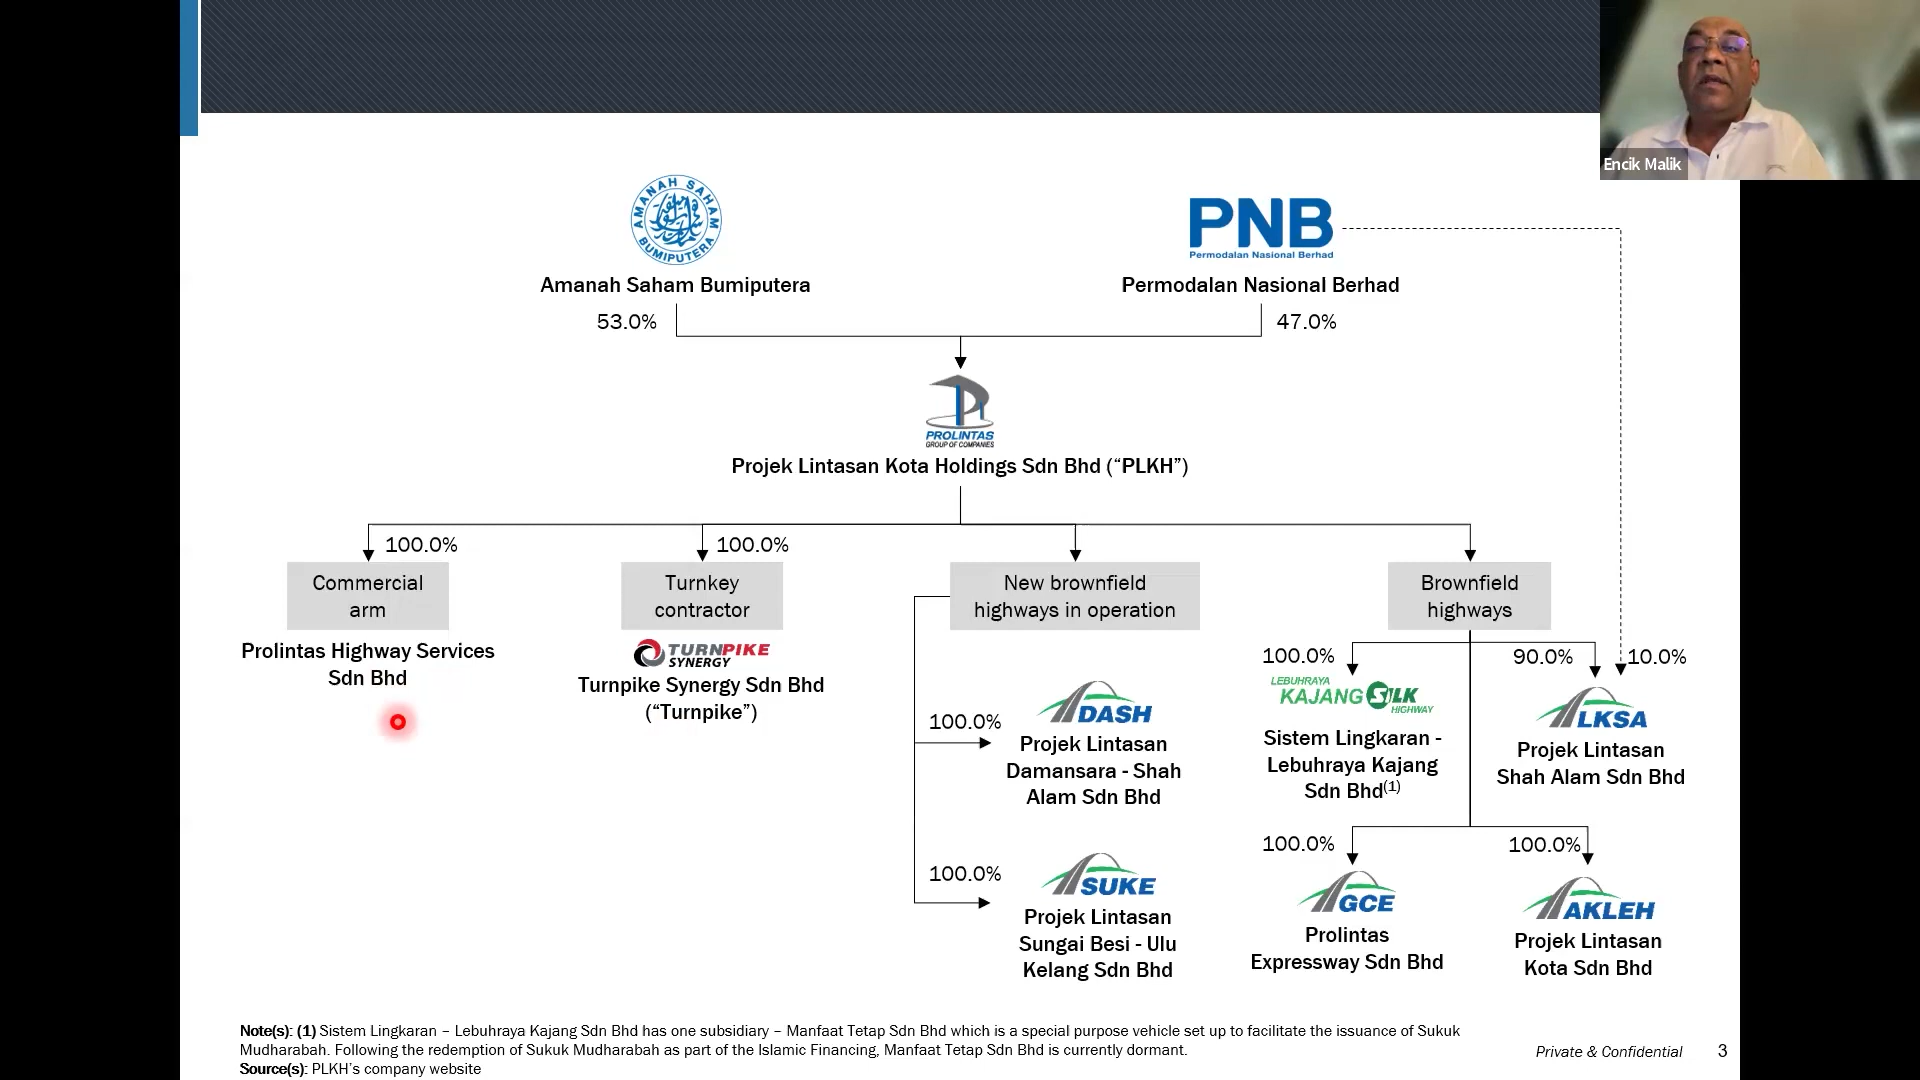 Encik Malik
AMANAH SAHAM
BUMIPUTERA
Amanah Saham Bumiputera
PNB
Permodalan Nasional Berhad
Permodalan Nasional Berhad
53.0%
47.0%
PROLINTAS
GROUP OF COMPANIES
Projek Lintasan Kota Holdings Sdn Bhd (“PLKH”)
100.0%
Commercial
arm
Prolintas Highway Services
Sdn Bhd
100.0%
Turnkey
contractor
TURNPIKE
SYNERGY
Turnpike Synergy Sdn Bhd
(“Turnpike”)
New brownfield
highways in operation
100.0%
DASH
Projek Lintasan
Damansara - Shah
Alam Sdn Bhd
100.0%
SUKE
Projek Lintasan
Sungai Besi - Ulu
Kelang Sdn Bhd
Brownfield
highways
100.0%
LEBUHRAYA
KAJANG SILK
HIGHWAY
Sistem Lingkaran -
Lebuhraya Kajang
Sdn Bhd(1)
90.0%
10.0%
LKSA
Projek Lintasan
Shah Alam Sdn Bhd
100.0%
GCE
Prolintas
Expressway Sdn Bhd
100.0%
AKLEH
Projek Lintasan
Kota Sdn Bhd
Note(s): (1) Sistem Lingkaran – Lebuhraya Kajang Sdn Bhd has one subsidiary – Manfaat Tetap Sdn Bhd which is a special purpose vehicle set up to facilitate the issuance of Sukuk
Mudharabah. Following the redemption of Sukuk Mudharabah as part of the Islamic Financing, Manfaat Tetap Sdn Bhd is currently dormant.
Source(s): PLKH’s company website
Private & Confidential
3